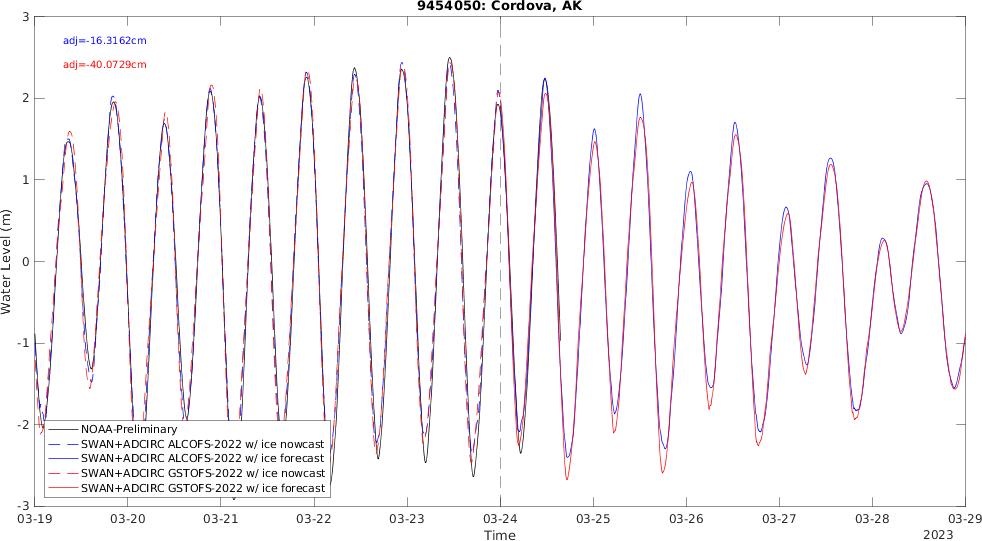 9454050: Cordova, AK
adj=-16.3162cm
adj=-40.0729cm
Water Level (m)
3
2
1
0
-1
-2
-3
NOAA-Preliminary
SWAN+ADCIRC ALCOFS-2022 w/ ice nowcast
SWAN+ADCIRC ALCOFS-2022 w/ ice forecast
SWAN+ADCIRC GSTOFS-2022 w/ ice nowcast
SWAN+ADCIRC GSTOFS-2022 w/ ice forecast
03-19 03-20 03-21 03-22 03-23 03-24 03-25 03-26 03-27 03-28 03-29
Time
2023